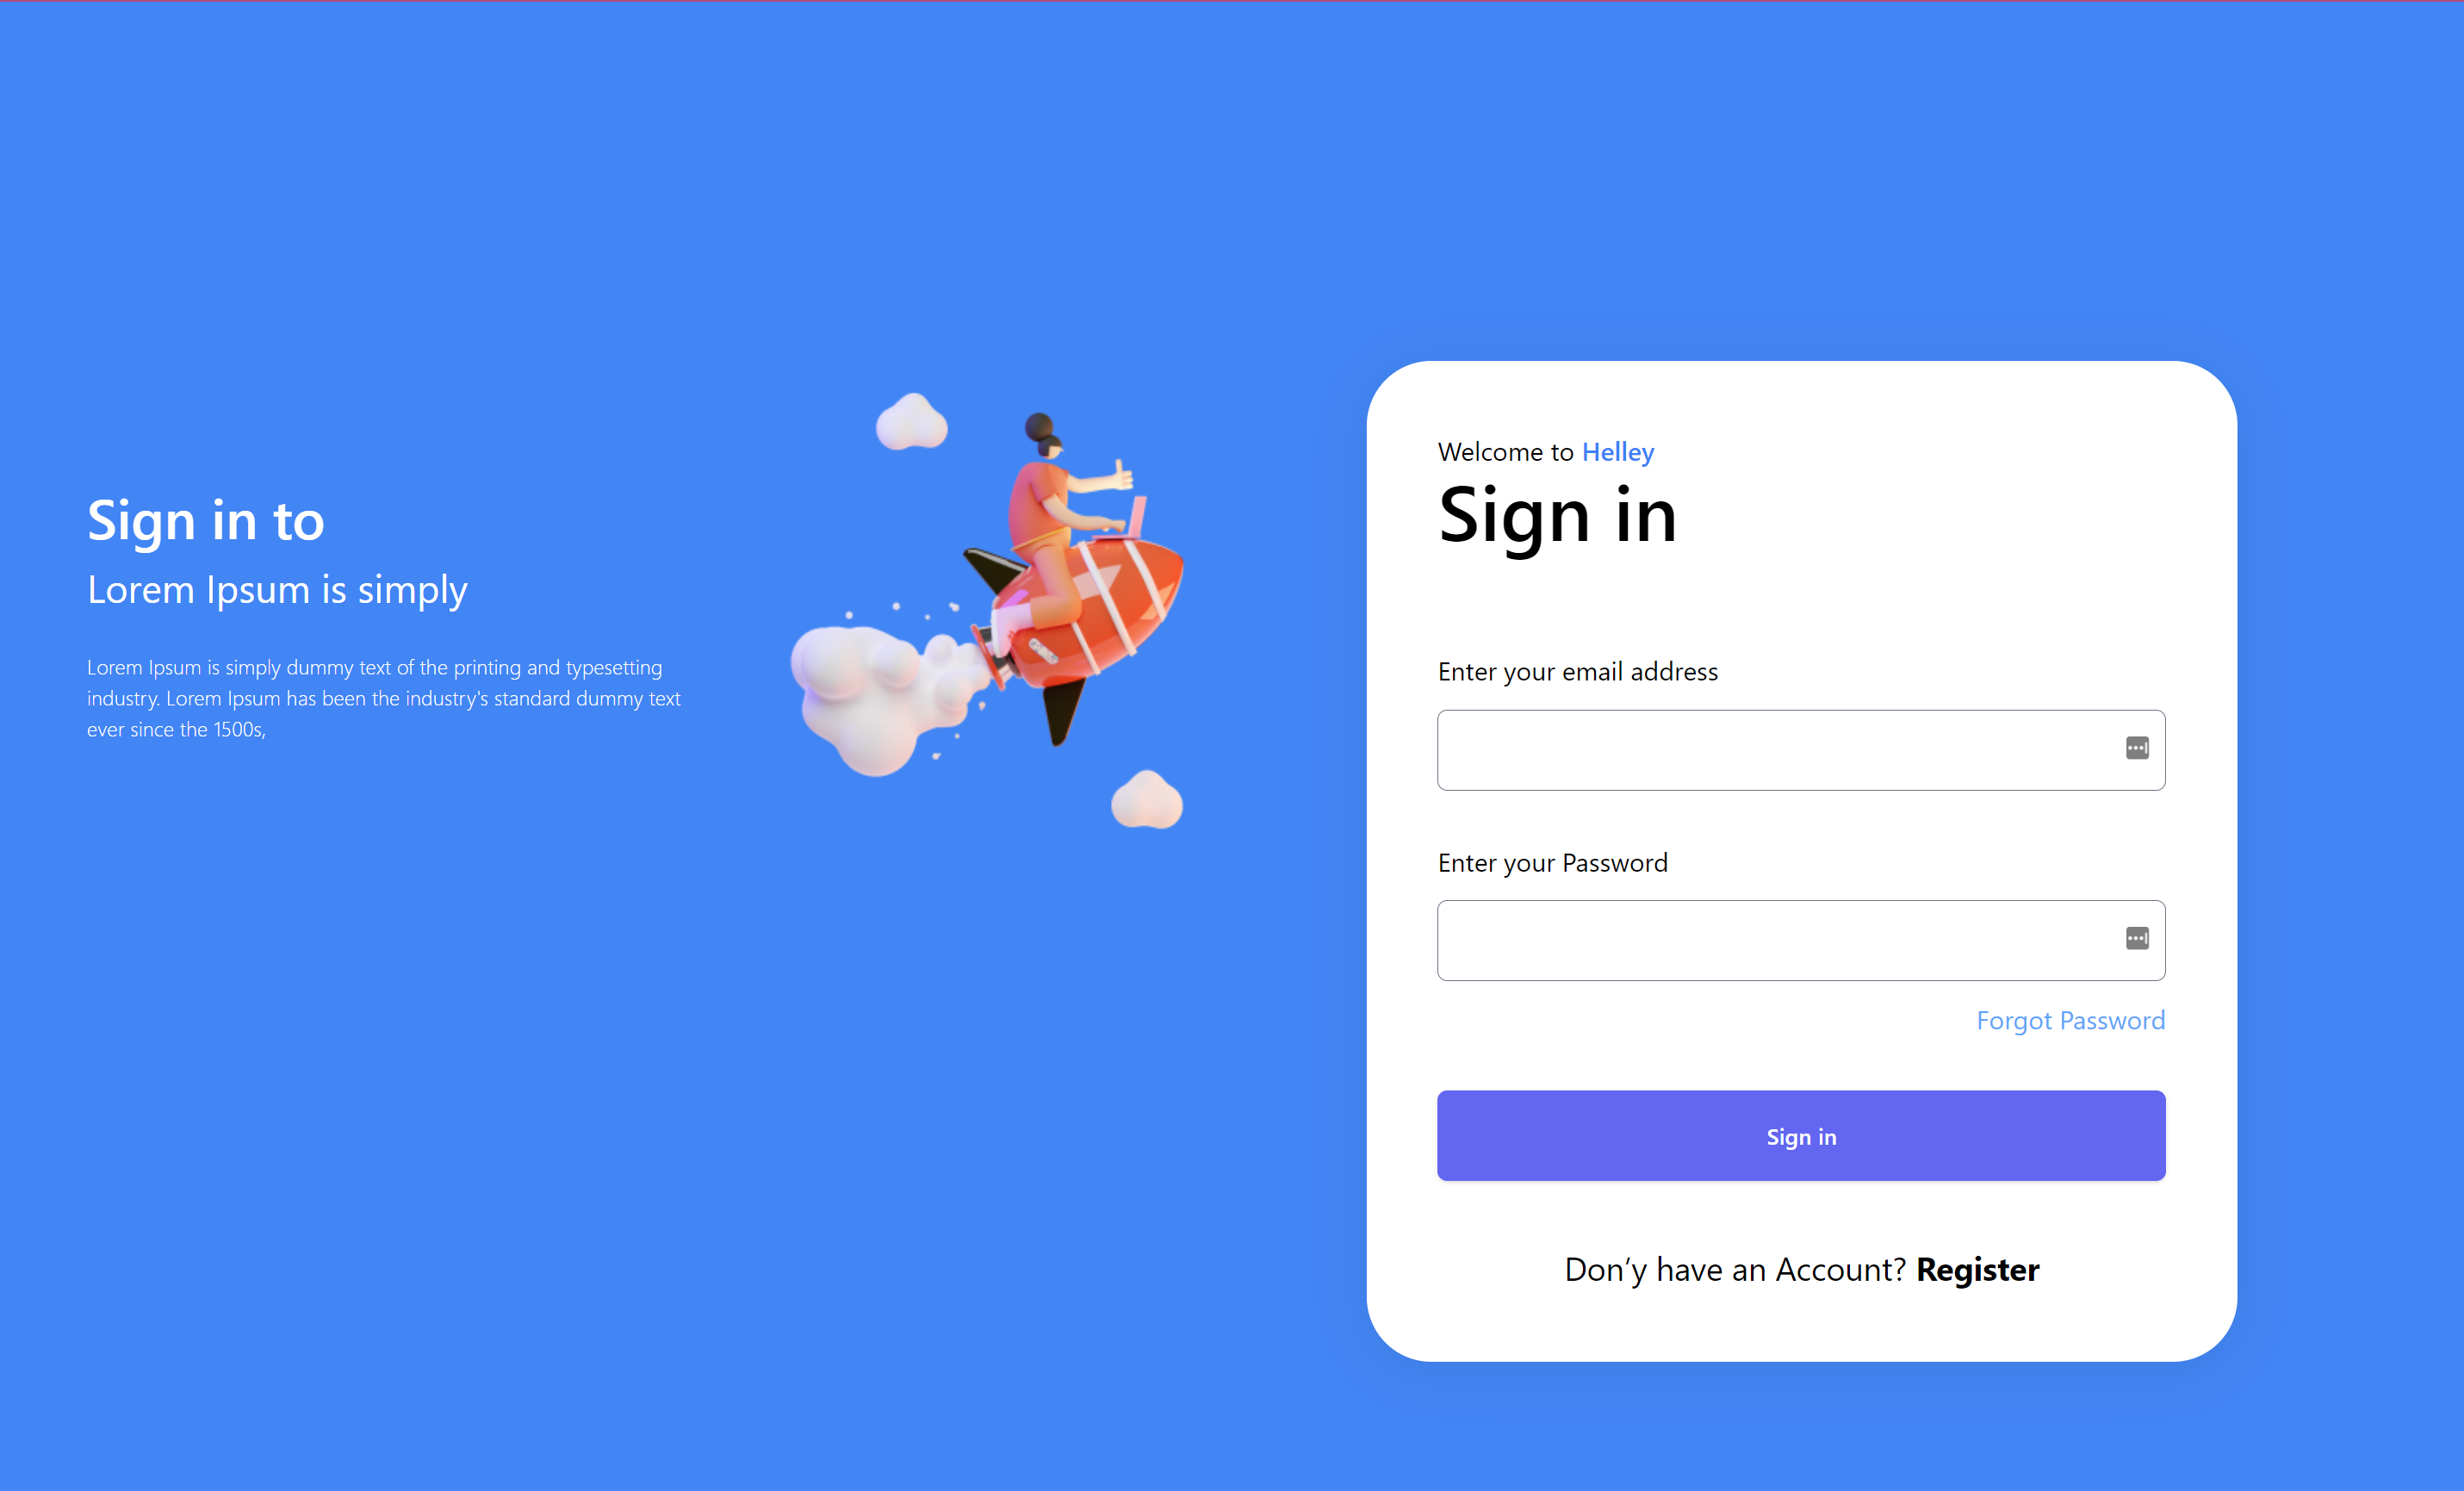 Sign in to
Lorem Ipsum is simply
Lorem Ipsum is simply dummy text of the printing and typesetting
industry. Lorem Ipsum has been the industry's standard dummy text
ever since the 1500s,
Welcome to Helley
Sign in
Enter your email address
Enter your Password
Forgot Password
Sign in
Don’y have an Account? Register